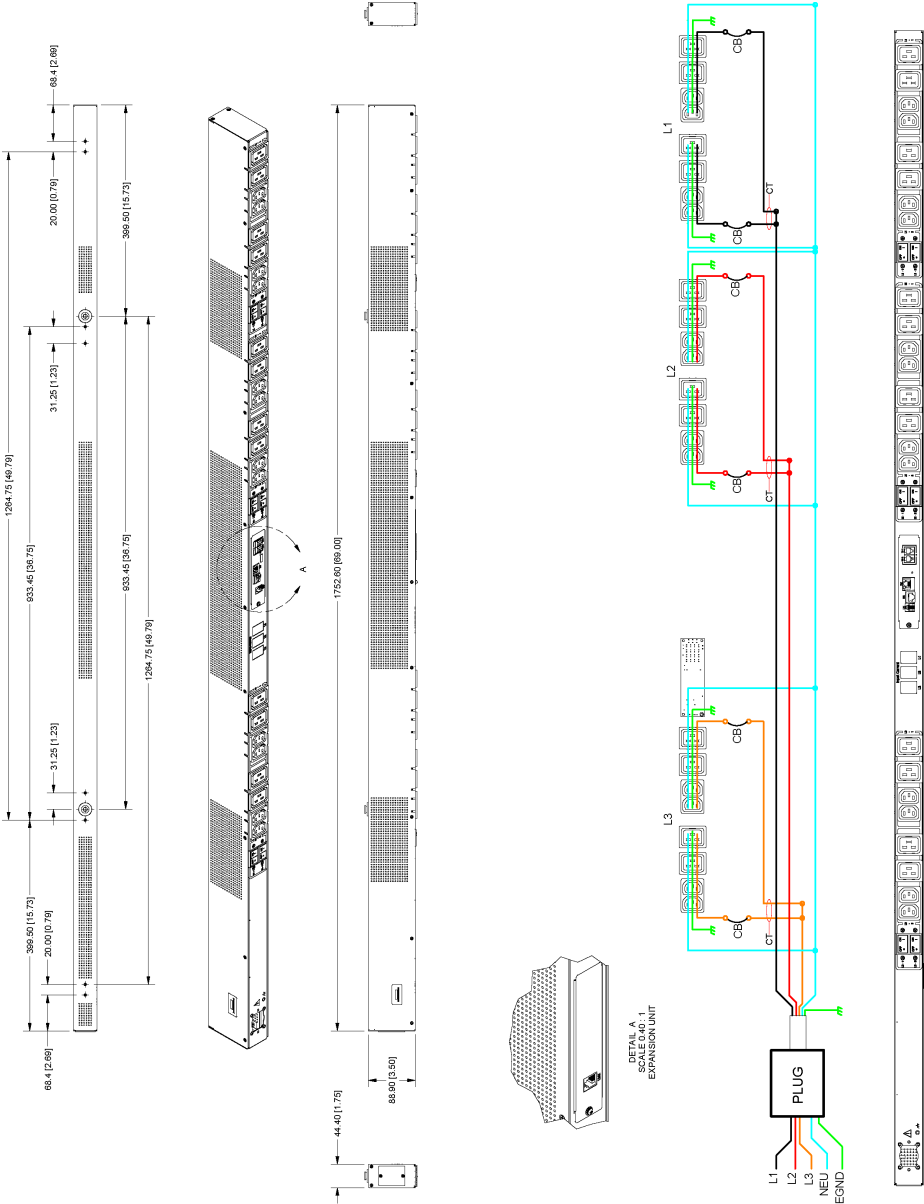 68.4 [2.69]
20.00 [0.79]
399.50 [15.73]
31.25 [1.23]
1264.75 [49.79]
933.45 [36.75]
933.45 [36.75]
1264.75 [49.79]
31.25 [1.23]
399.50 [15.73]
20.00 [0.79]
68.4 [2.69]
A
1752.60 [69.00]
88.90 [3.50]
44.40 [1.75]
DETAIL A
SCALE 0.40 : 1
EXPANSION UNIT
L1
CB
CB
CT
L2
CB
CB
CT
L3
CB
CB
CT
PLUG
L1
L2
L3
NEU
EGND